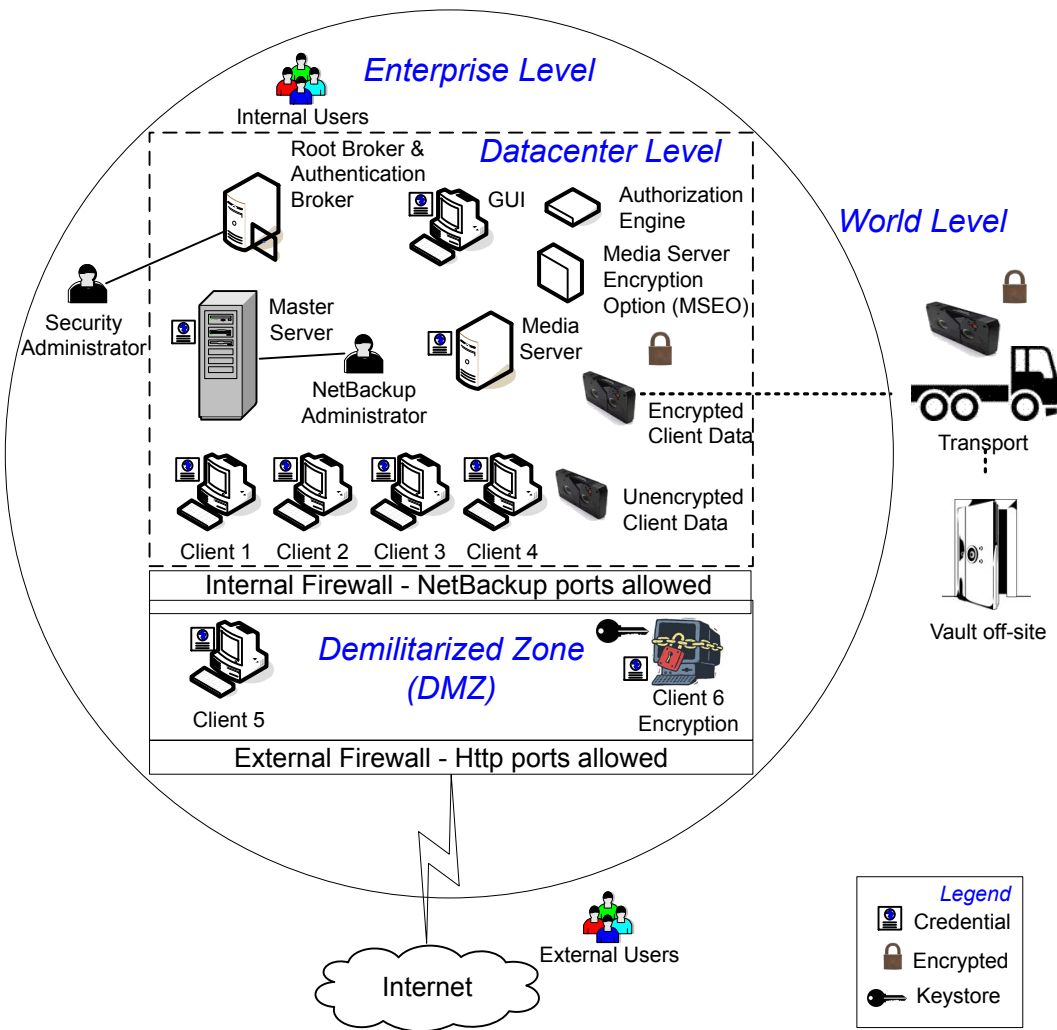 Enterprise Level
Internal Users
Datacenter Level
Root Broker &
Authentication
Broker
GUI
Authorization
Engine
World Level
Media Server
Encryption
Option (MSEO)
Security
Administrator
Master
Server
Media
Server
NetBackup
Administrator
Encrypted
Client Data
Transport
Unencrypted
Client Data
Client 1
Client 2
Client 3
Client 4
Internal Firewall - NetBackup ports allowed
Vault off-site
Demilitarized Zone
(DMZ)
Client 5
Client 6
Encryption
External Firewall - Http ports allowed
Internet
External Users
Legend
Credential
Encrypted
Keystore